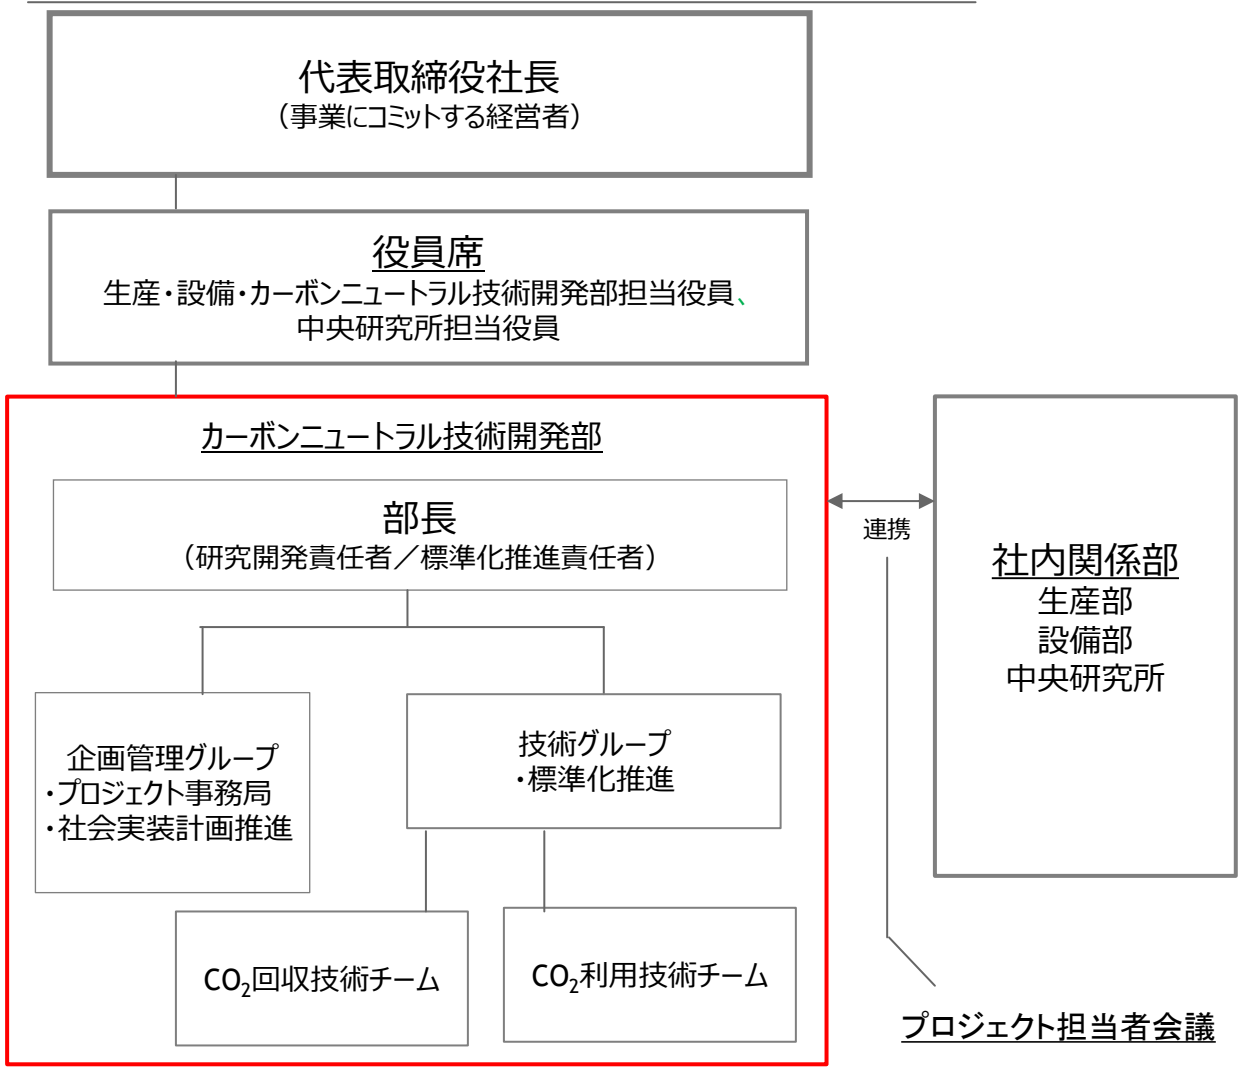 代表取締役社長
（事業にコミットする経営者）
役員席
生産・設備・カーボンニュートラル技術開発部担当役員、
中央研究所担当役員
カーボンニュートラル技術開発部
部長
（研究開発責任者／標準化推進責任者）
連携
社内関係部
生産部
設備部
中央研究所
企画管理グループ
・プロジェクト事務局
・社会実装計画推進
技術グループ
・標準化推進
CO₂回収技術チーム
CO₂利用技術チーム
プロジェクト担当者会議